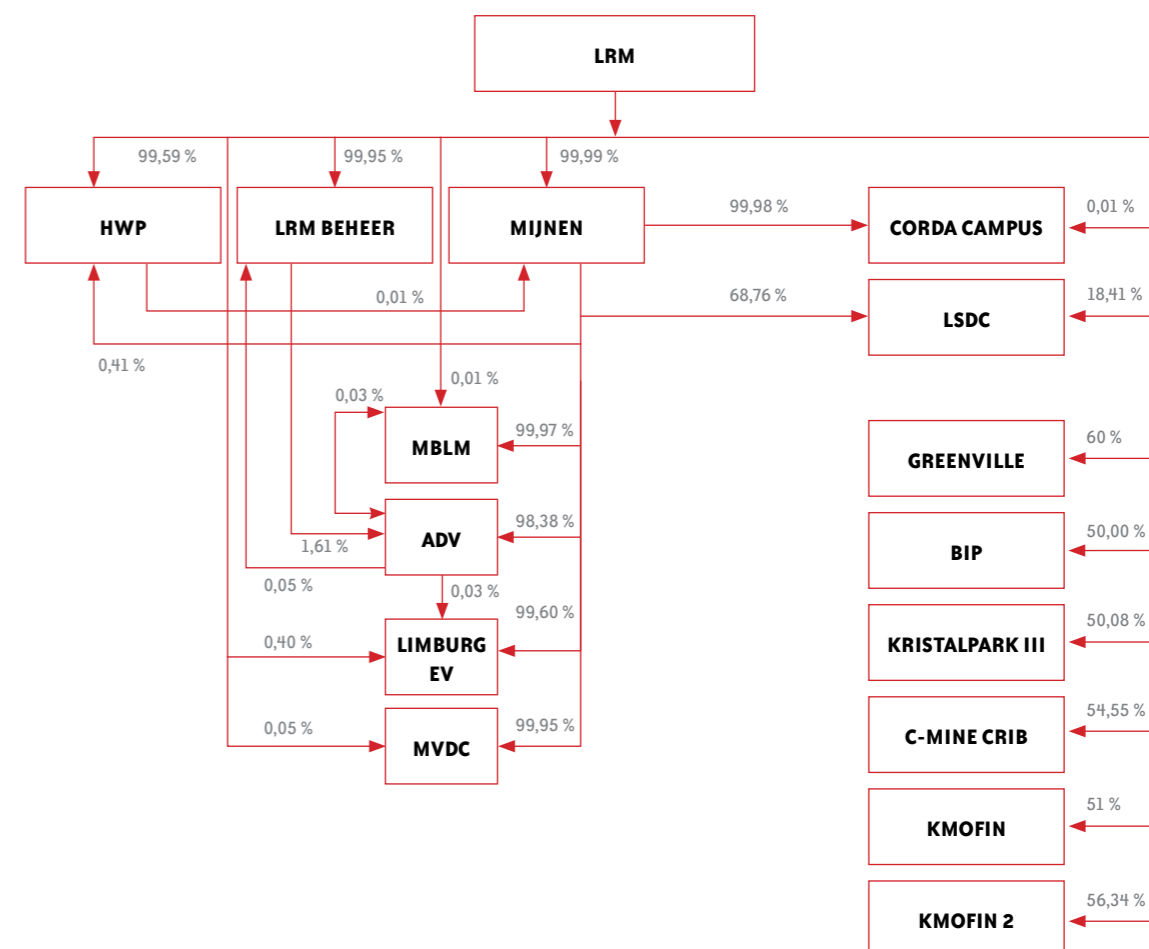 LRM
99,59 %
99,95 %
99,99 %
HWP
LRM BEHEER
MIJNEN
99,98 %
CORDA CAMPUS
0,01 %
0,01 %
68,76 %
LSDC
18,41 %
0,41 %
0,01 %
0,03 %
MBLM
99,97 %
GREENVILLE
60 %
ADV
98,38 %
1,61 %
0,05 %
0,03 %
BIP
50,00 %
99,60 %
0,40 %
LIMBURG
EV
KRISTALPARK III
50,08 %
0,05 %
MVDC
99,95 %
C-MINE CRIB
54,55 %
KMOFIN
51 %
KMOFIN 2
56,34 %